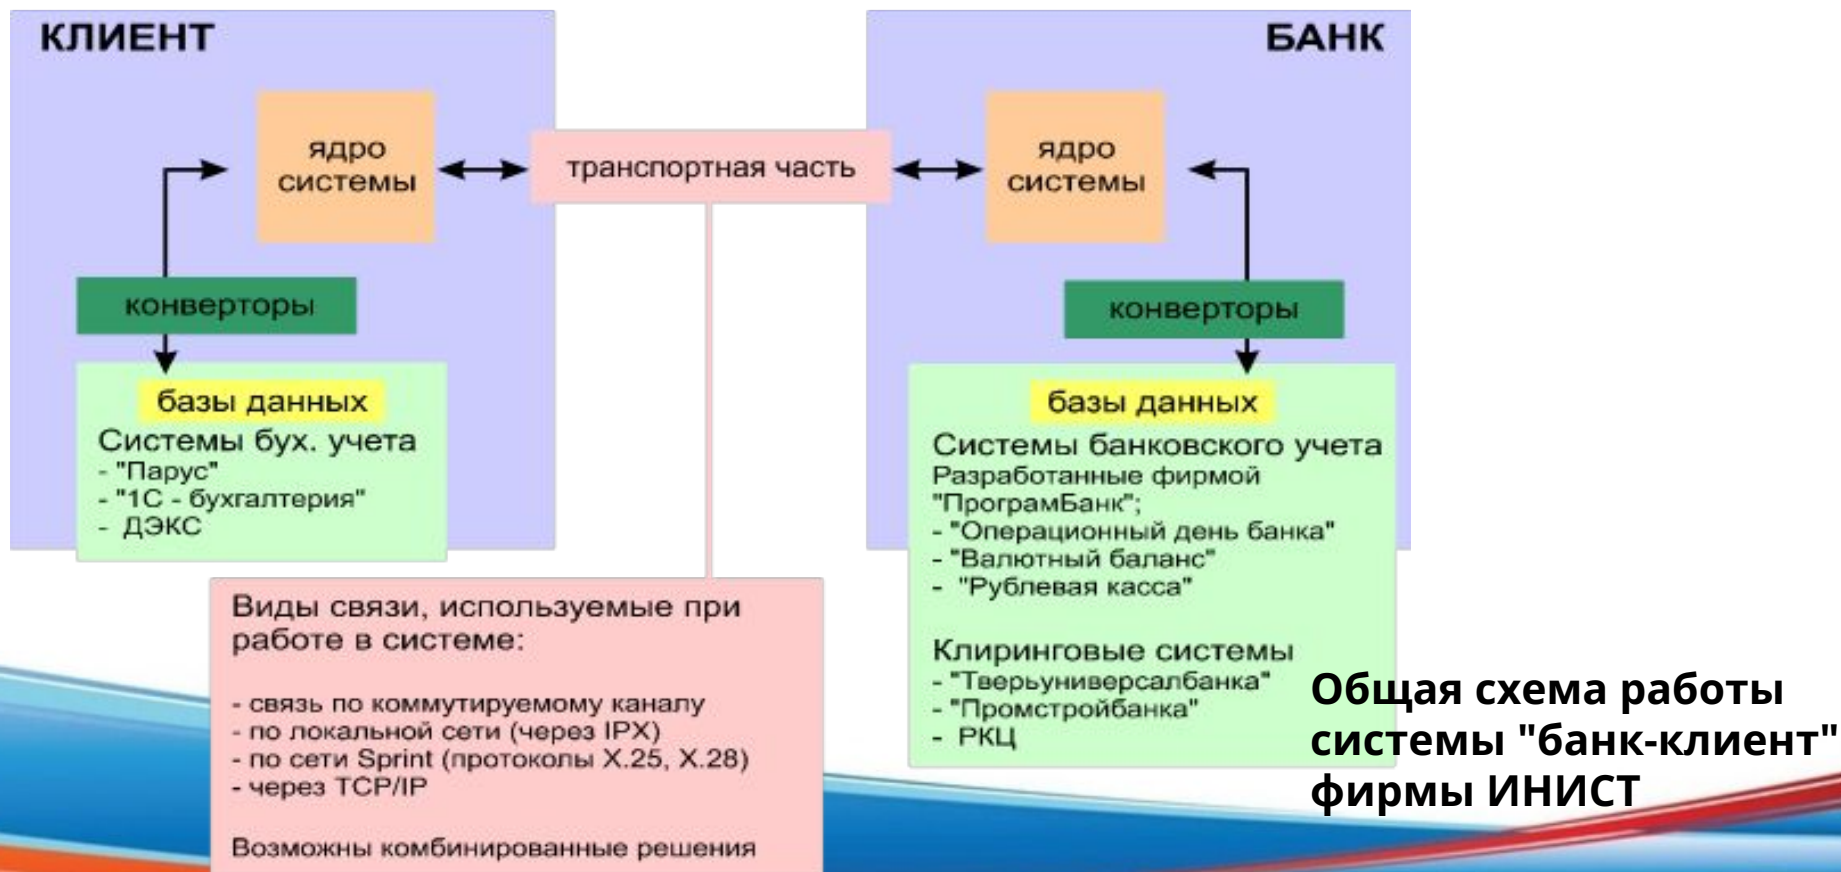 КЛИЕНТ
БАНК
ядро
системы
транспортная часть
ядро
системы
конверторы
конверторы
базы данных
Системы бух. учета
- "Парус"
- "1С - бухгалтерия"
- ДЭКС
базы данных
Системы банковского учета
Разработанные фирмой
"ПрограмБанк";
- "Операционный день банка"
- "Валютный баланс"
- "Рублевая касса"
Клиринговые системы
- "Тверьуниверсалбанка"
- "Промстройбанка"
- РКЦ
Виды связи, используемые при
работе в системе:
- связь по коммутируемому каналу
- по локальной сети (через IPX)
- по сети Sprint (протоколы X.25, X.28)
- через TCP/IP
Возможны комбинированные решения
Общая схема работы
системы "банк-клиент"
фирмы ИНИСТ